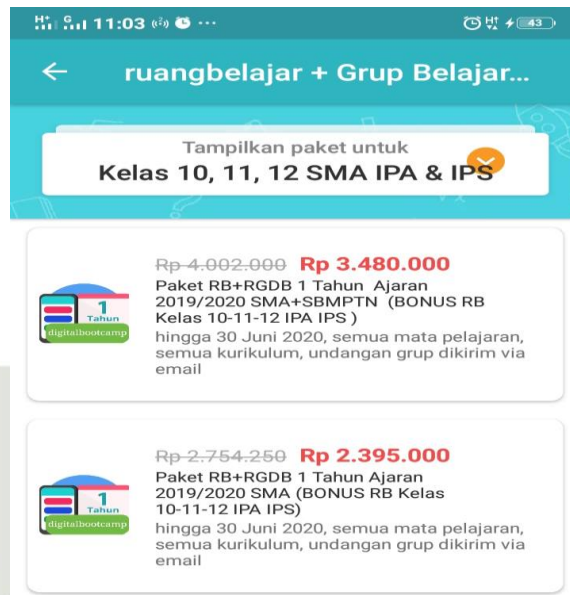 11:03 ...
43
ruangbelajar + Grup Belajar...
Tampilkan paket untuk
Kelas 10, 11, 12 SMA IPA & IPS
Rp 4.002.000 Rp 3.480.000
Paket RB+RGDB 1 Tahun Ajaran
2019/2020 SMA+SBMPTN (BONUS RB
Kelas 10-11-12 IPA IPS )
hingga 30 Juni 2020, semua mata pelajaran,
semua kurikulum, undangan grup dikirim via
email
1
Tahun
digitalbootcamp
Rp 2.754.250 Rp 2.395.000
Paket RB+RGDB 1 Tahun Ajaran
2019/2020 SMA (BONUS RB Kelas
10-11-12 IPA IPS)
hingga 30 Juni 2020, semua mata pelajaran,
semua kurikulum, undangan grup dikirim via
email
1
Tahun
digitalbootcamp